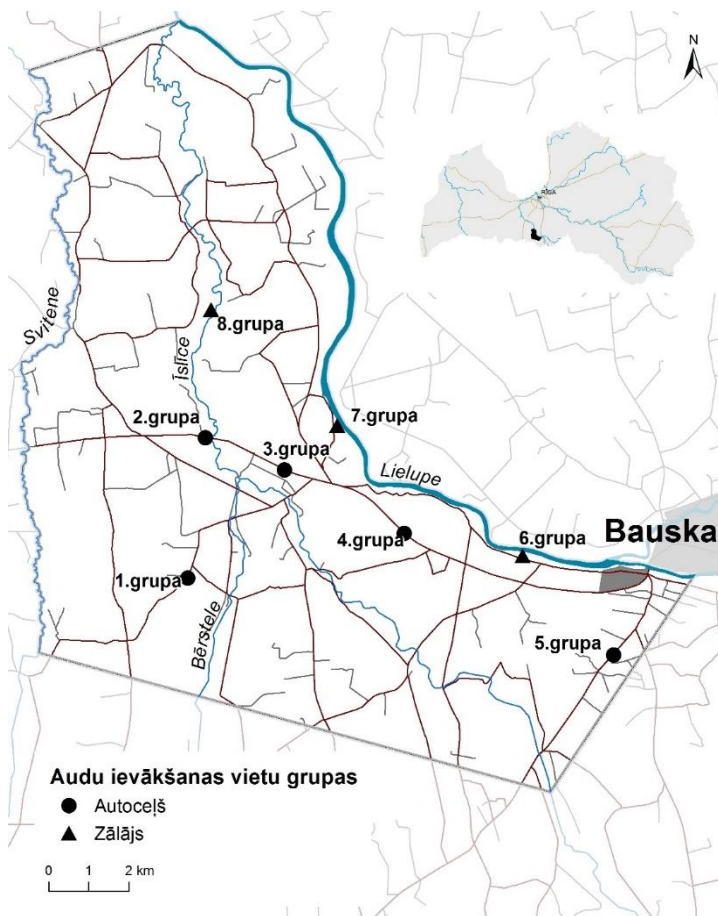 N
RĪGA
Svitene
8.grupa
Īslīce
2.grupa
7.grupa
3.grupa
Lielupe
4.grupa
6.grupa
Bauska
1.grupa
Bērstele
5.grupa
Audu ievākšanas vietu grupas
Autoceļš
Zālājs
0 1 2 km